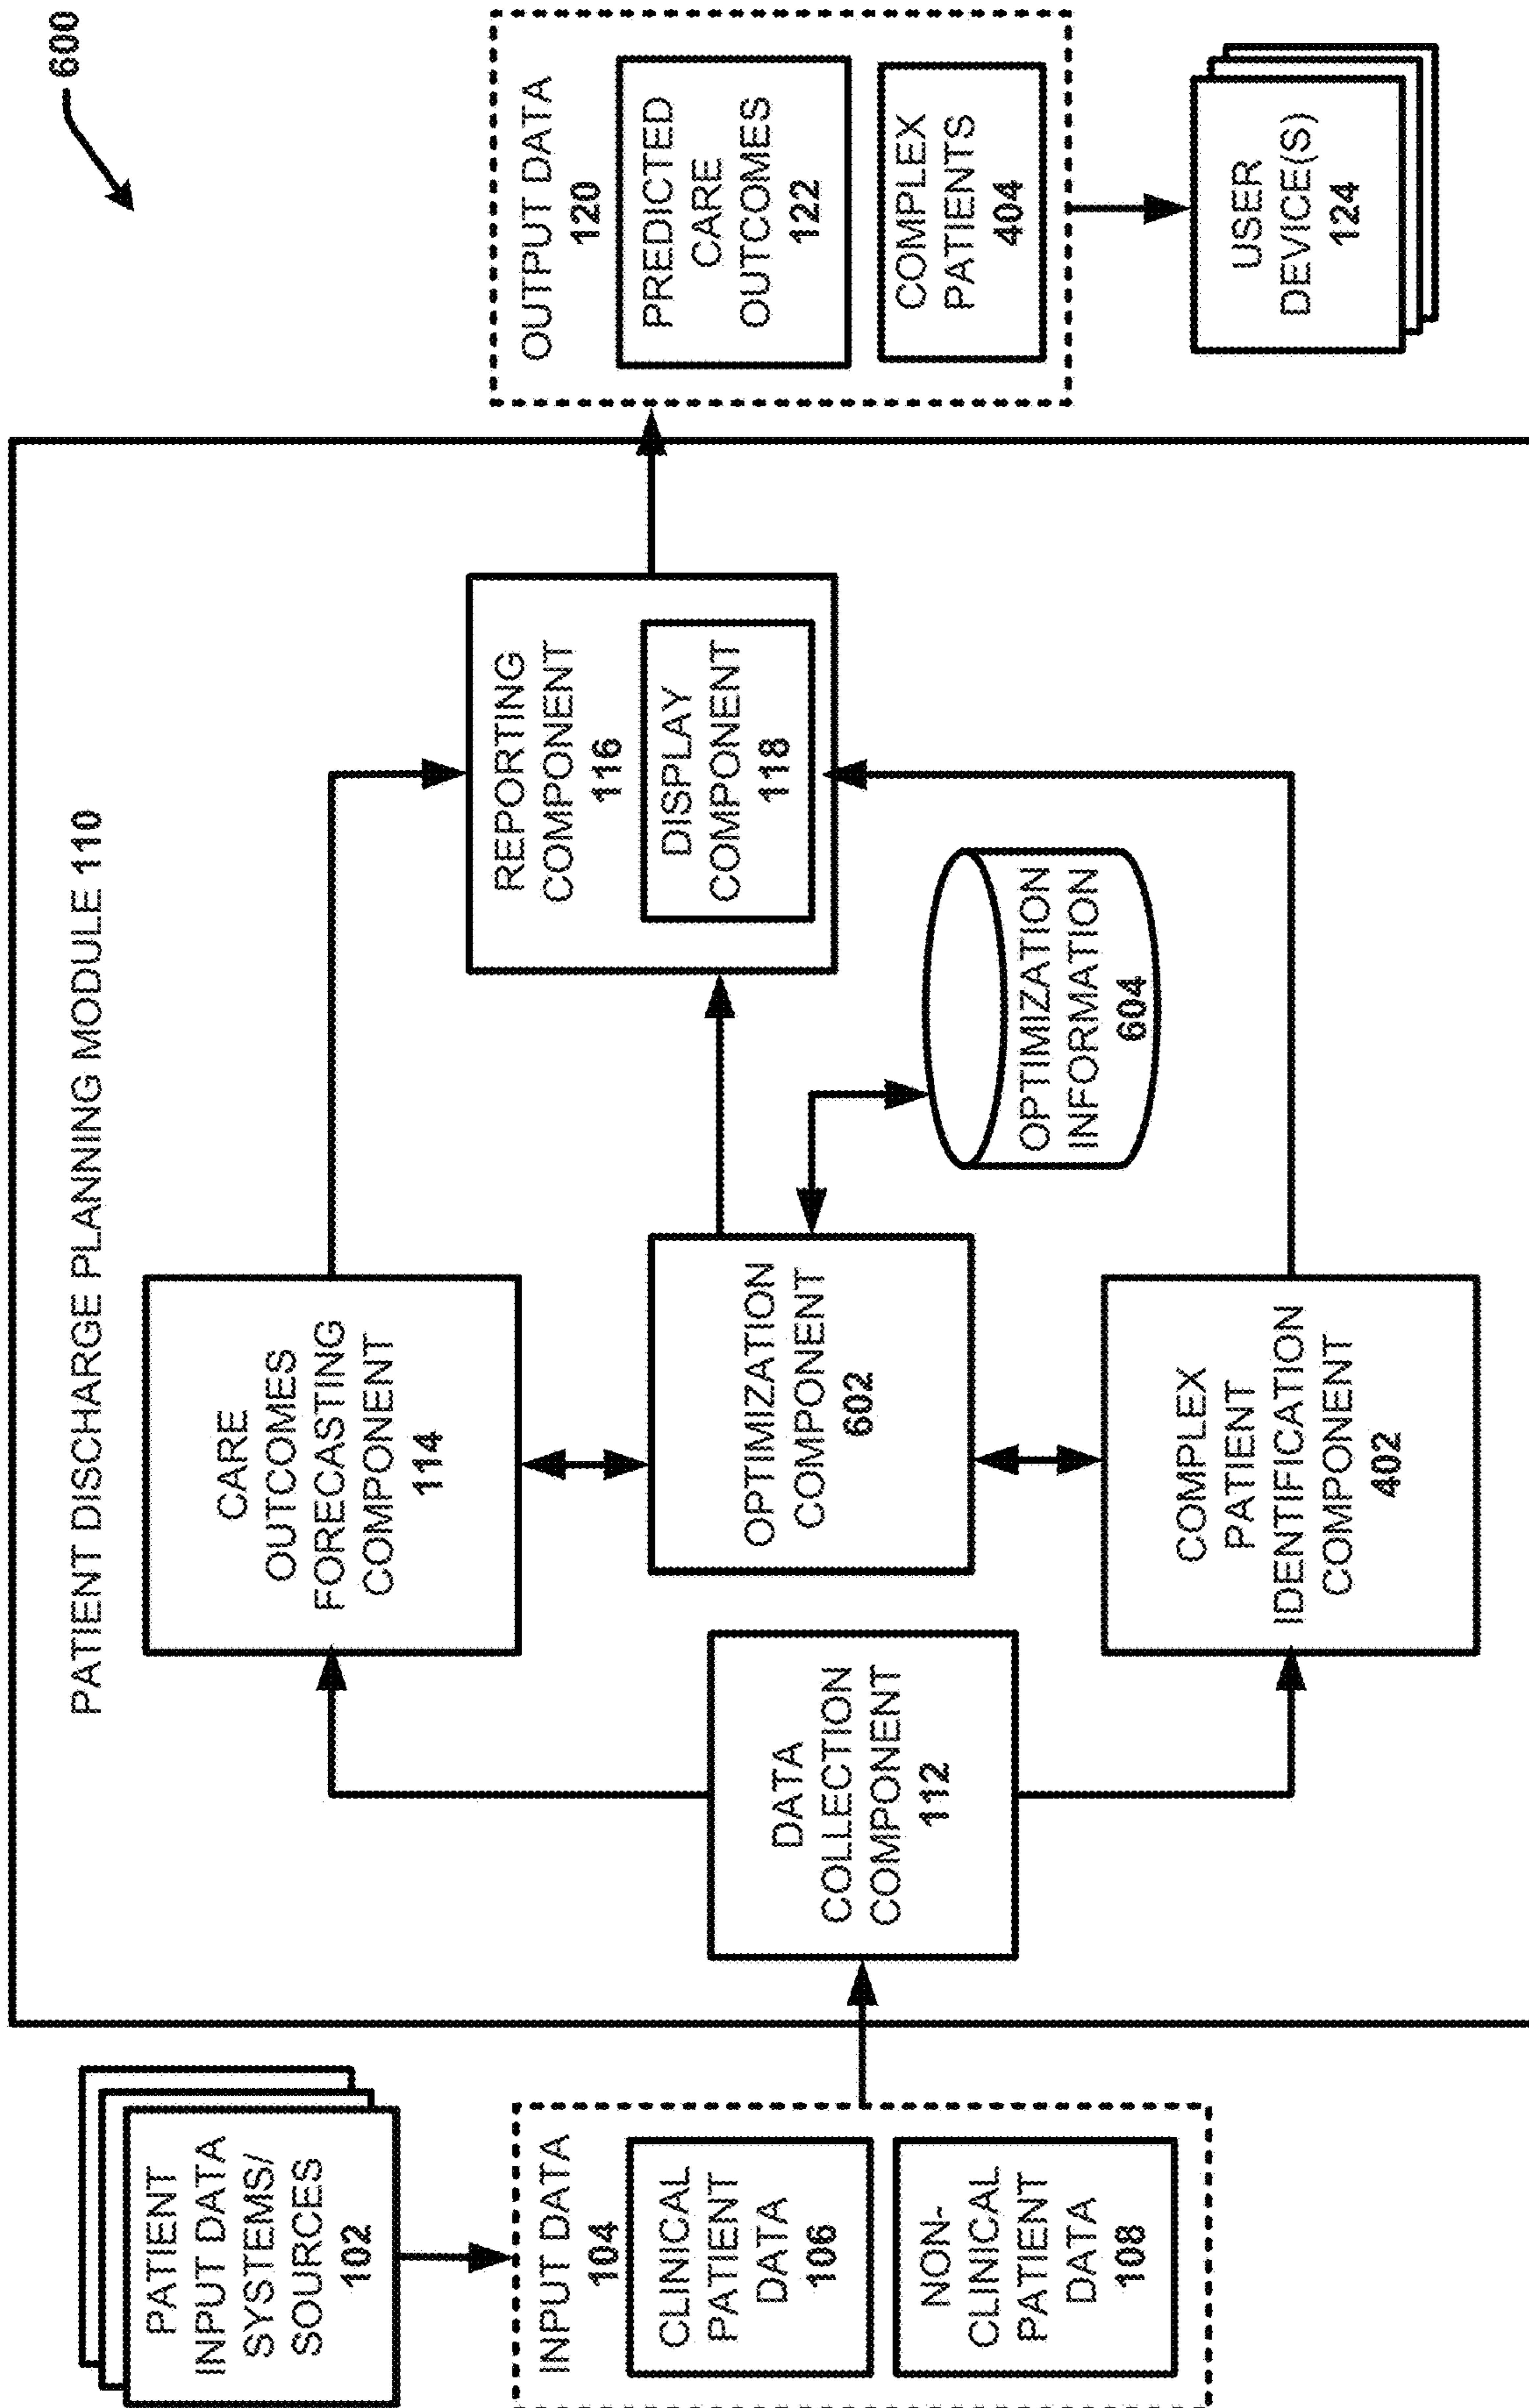 600
PATIENT DISCHARGE PLANNING MODULE 110
PATIENT
INPUT DATA
SYSTEMS/
SOURCES
102
INPUT DATA
104
CLINICAL
PATIENT
DATA
106
NON-
CLINICAL
PATIENT
DATA
108
DATA
COLLECTION
COMPONENT
112
CARE
OUTCOMES
FORECASTING
COMPONENT
114
OPTIMIZATION
COMPONENT
602
COMPLEX
PATIENT
IDENTIFICATION
COMPONENT
402
OPTIMIZATION
INFORMATION
604
REPORTING
COMPONENT
116
DISPLAY
COMPONENT
118
OUTPUT DATA
120
PREDICTED
CARE
OUTCOMES
122
COMPLEX
PATIENTS
404
USER
DEVICE(S)
124